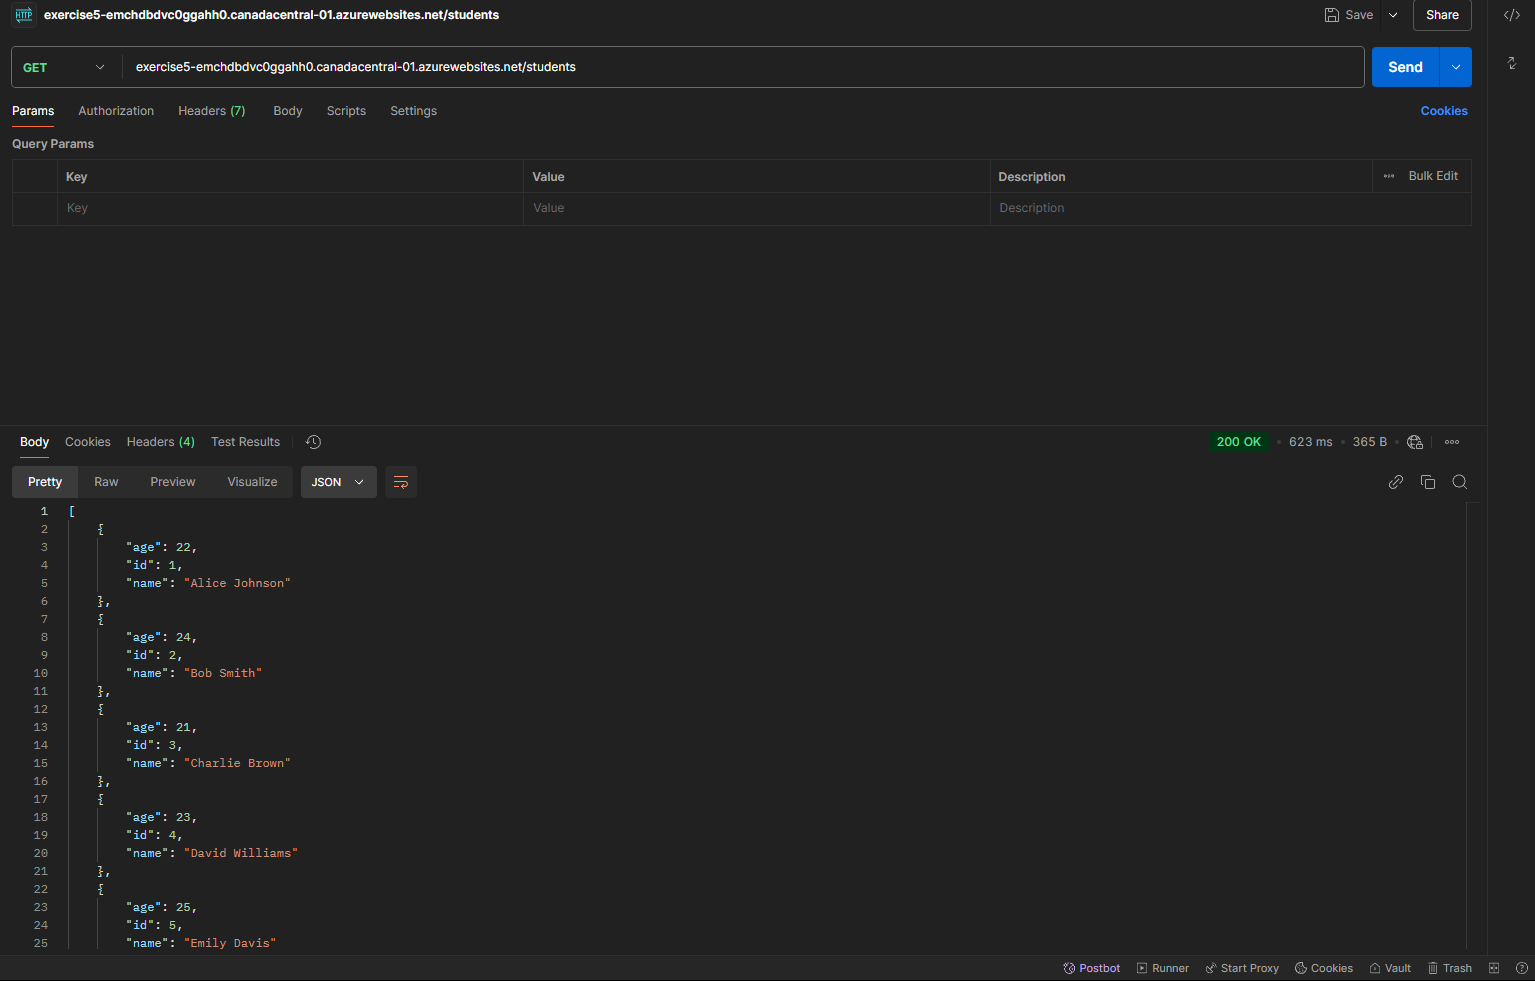 HTTP exercise5-emchdbdvc0ggahh0.canadacentral-01.azurewebsites.net/students Save Share
GET exercise5-emchdbdvc0ggahh0.canadacentral-01.azurewebsites.net/students Send
Params Authorization Headers (7) Body Scripts Settings Cookies
Query Params
Key Value Description Bulk Edit
Key Value Description
Body Cookies Headers (4) Test Results 200 OK 623 ms 365 B
Pretty Raw Preview Visualize JSON
1 [
2 {
3 "age": 22,
4 "id": 1,
5 "name": "Alice Johnson"
6 },
7 {
8 "age": 24,
9 "id": 2,
10 "name": "Bob Smith"
11 },
12 {
13 "age": 21,
14 "id": 3,
15 "name": "Charlie Brown"
16 },
17 {
18 "age": 23,
19 "id": 4,
20 "name": "David Williams"
21 },
22 {
23 "age": 25,
24 "id": 5,
25 "name": "Emily Davis"
Postbot Runner Start Proxy Cookies Vault Trash